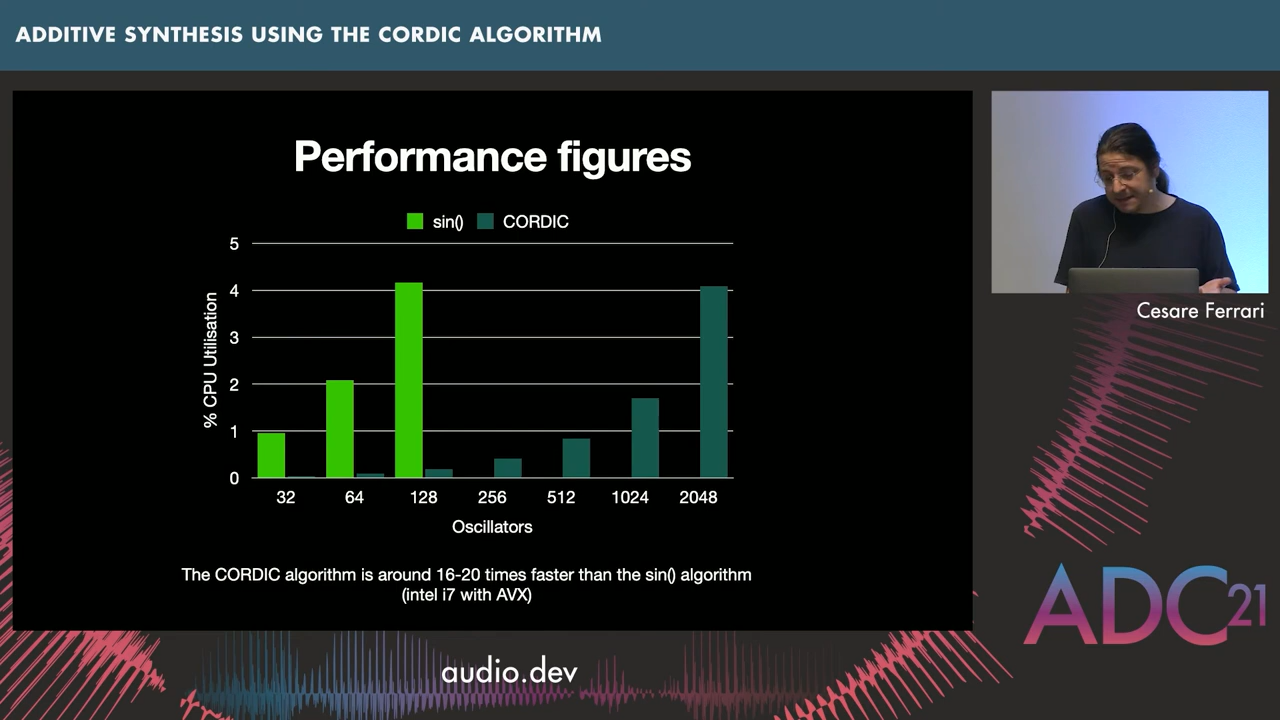 ADDITIVE SYNTHESIS USING THE CORDIC ALGORITHM
Performance figures
sin() CORDIC
% CPU Utilisation
5
4
3
2
1
0
32 64 128 256 512 1024 2048
Oscillators
The CORDIC algorithm is around 16-20 times faster than the sin() algorithm
(intel i7 with AVX)
Cesare Ferrari
ADC21
audio.dev